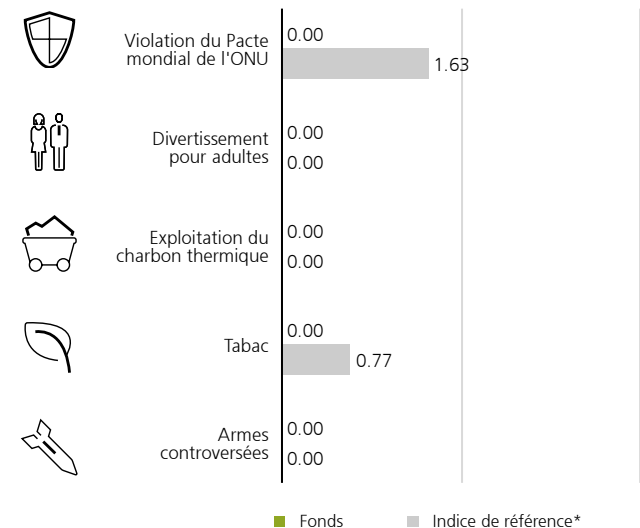 0.00
Violation du Pacte
mondial de l'ONU
1.63
Divertissement
pour adultes
0.00
0.00
Exploitation du
charbon thermique
0.00
0.00
0.00
Tabac
0.77
Armes
controversées
0.00
0.00
Fonds
Indice de référence*